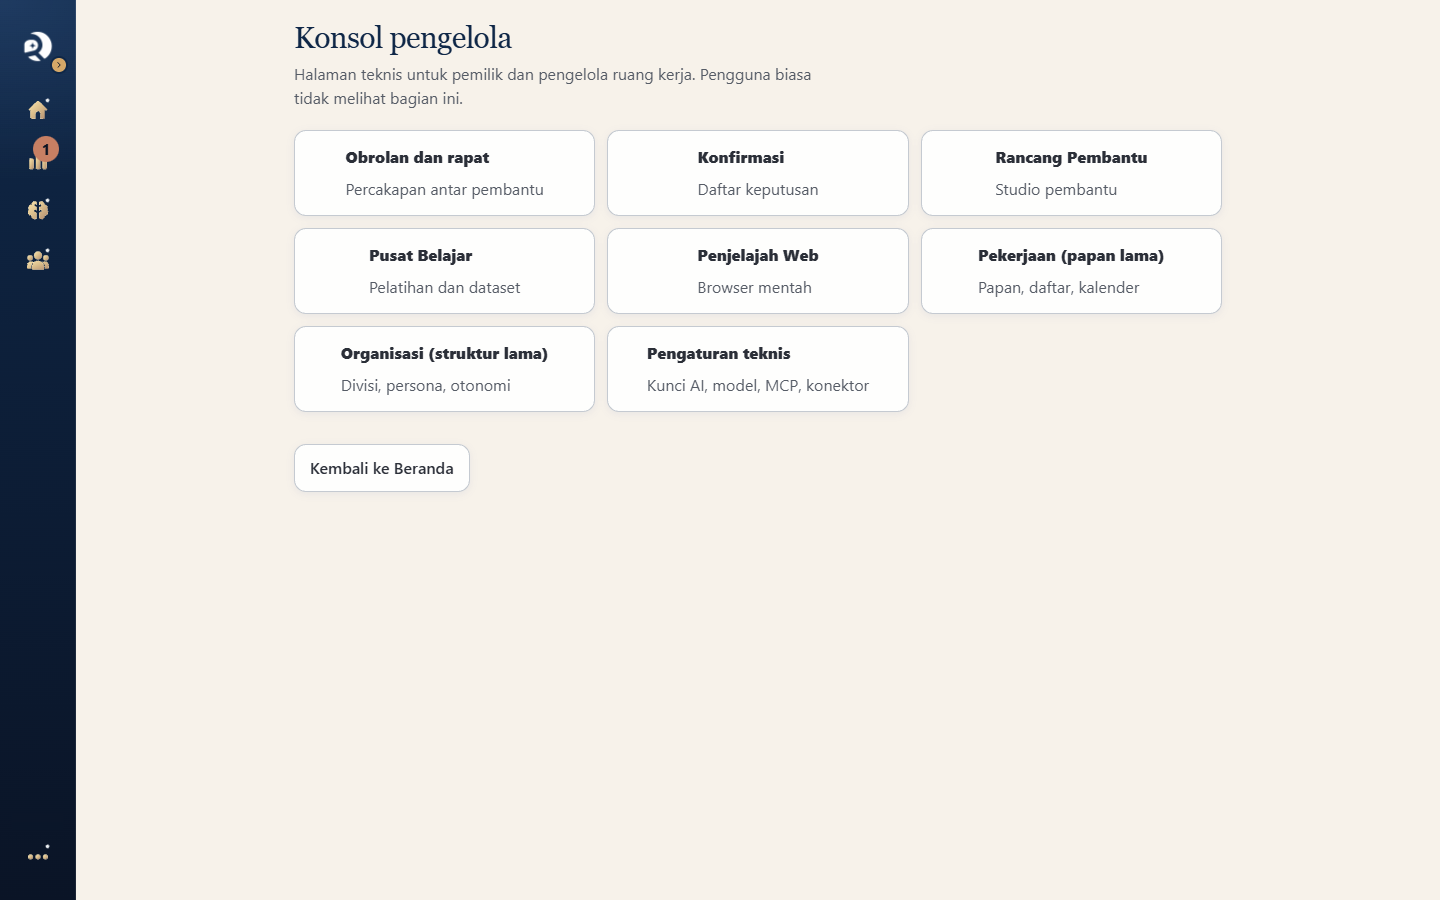 Konsol pengelola
Halaman teknis untuk pemilik dan pengelola ruang kerja. Pengguna biasa
tidak melihat bagian ini.
1
Obrolan dan rapat
Percakapan antar pembantu
Konfirmasi
Daftar keputusan
Rancang Pembantu
Studio pembantu
Pusat Belajar
Pelatihan dan dataset
Penjelajah Web
Browser mentah
Pekerjaan (papan lama)
Papan, daftar, kalender
Organisasi (struktur lama)
Divisi, persona, otonomi
Pengaturan teknis
Kunci AI, model, MCP, konektor
Kembali ke Beranda